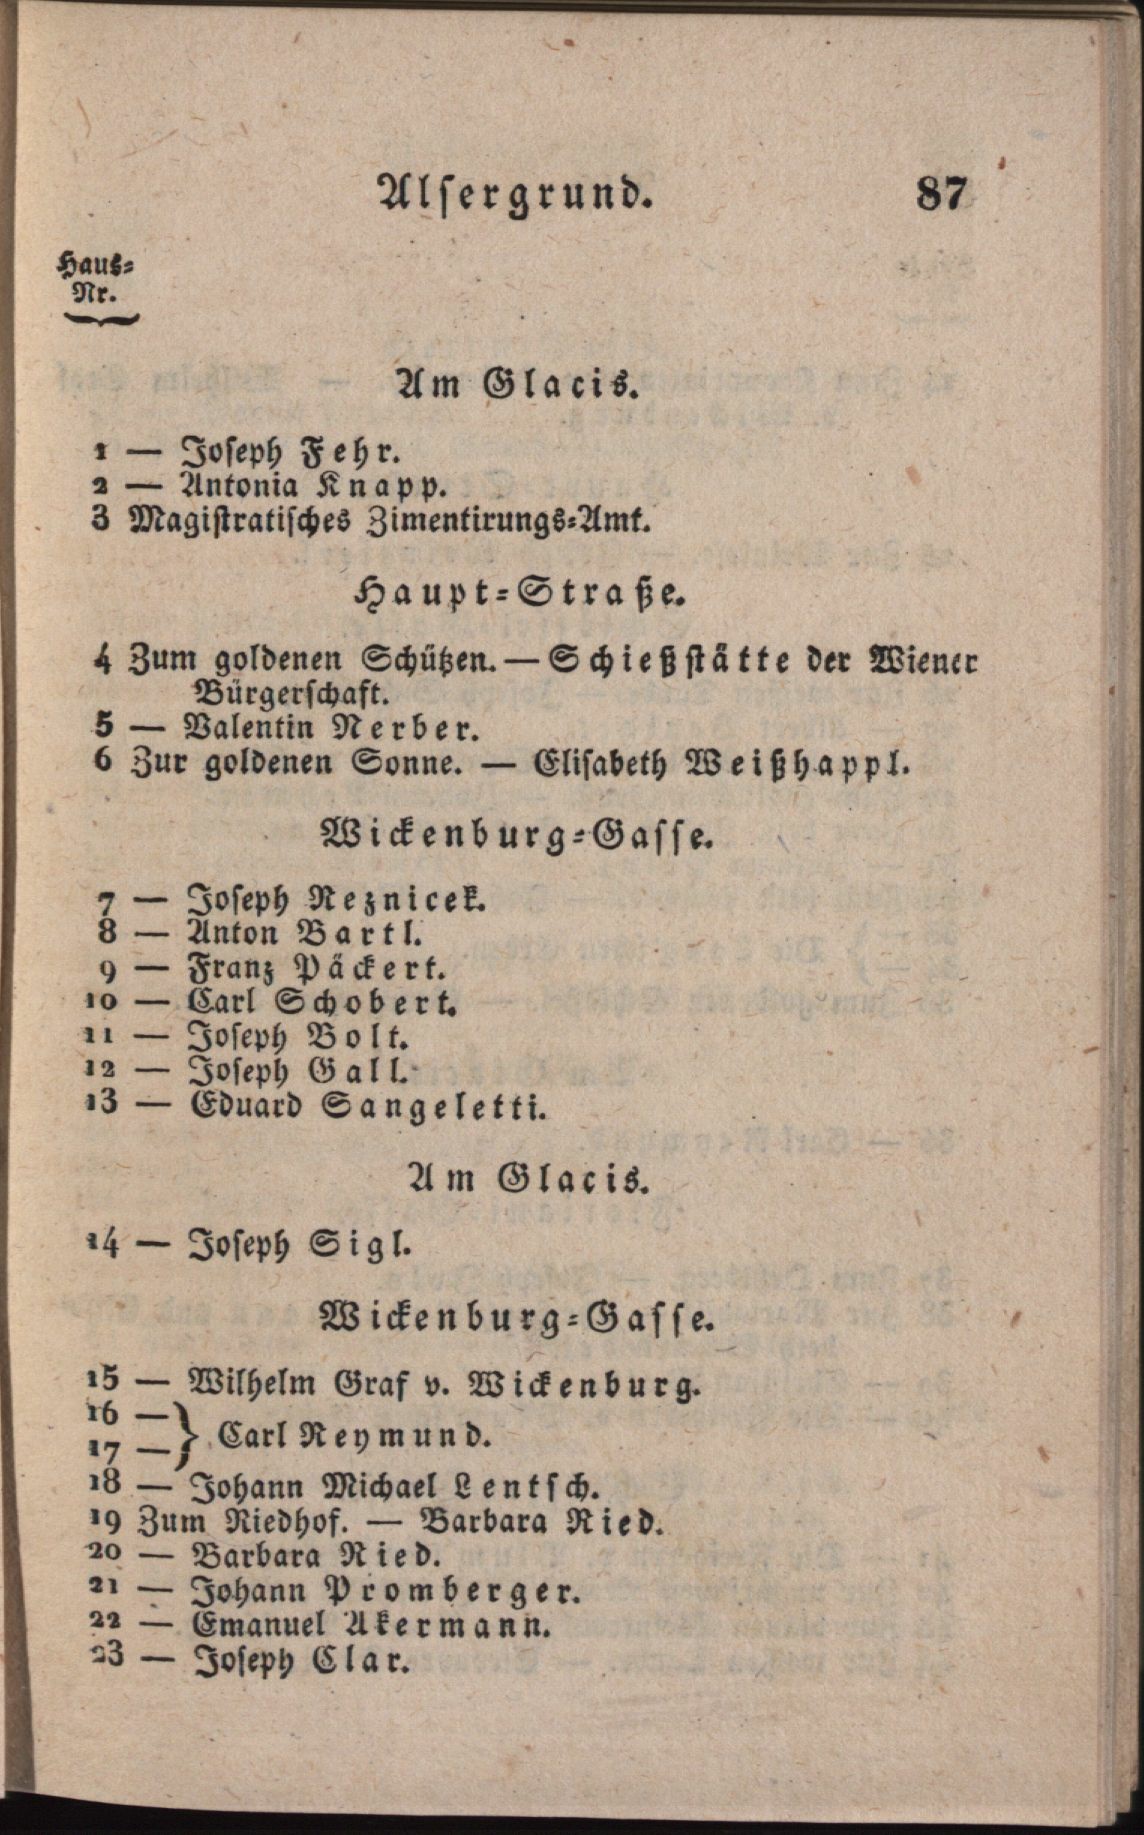 Alsergrund. 87
Haus-
Nr.
Am Glacis.
1 — Joseph Fehr.
2 — Antonia Knapp.
3 Magistratisches Zimentirungs-Amt.
Haupt-Straße.
4 Zum goldenen Schützen. — Schießstätte der Wiener
Bürgerschaft.
5 — Valentin Nerber.
6 Zur goldenen Sonne. — Elisabeth Weißhappl.
Wickenburg-Gasse.
7 — Joseph Reznicek.
8 — Anton Bartl.
9 — Franz Päckert.
10 — Carl Schobert.
11 — Joseph Bolt.
12 — Joseph Gall.
13 — Eduard Sangeletti.
Am Glacis.
14 — Joseph Sigl.
Wickenburg-Gasse.
15 — Wilhelm Graf v. Wickenburg.
16 —
17 — } Carl Reymund.
18 — Johann Michael Lentsch.
19 Zum Riedhof. — Barbara Ried.
20 — Barbara Ried.
21 — Johann Promberger.
22 — Emanuel Akermann.
23 — Joseph Clar.